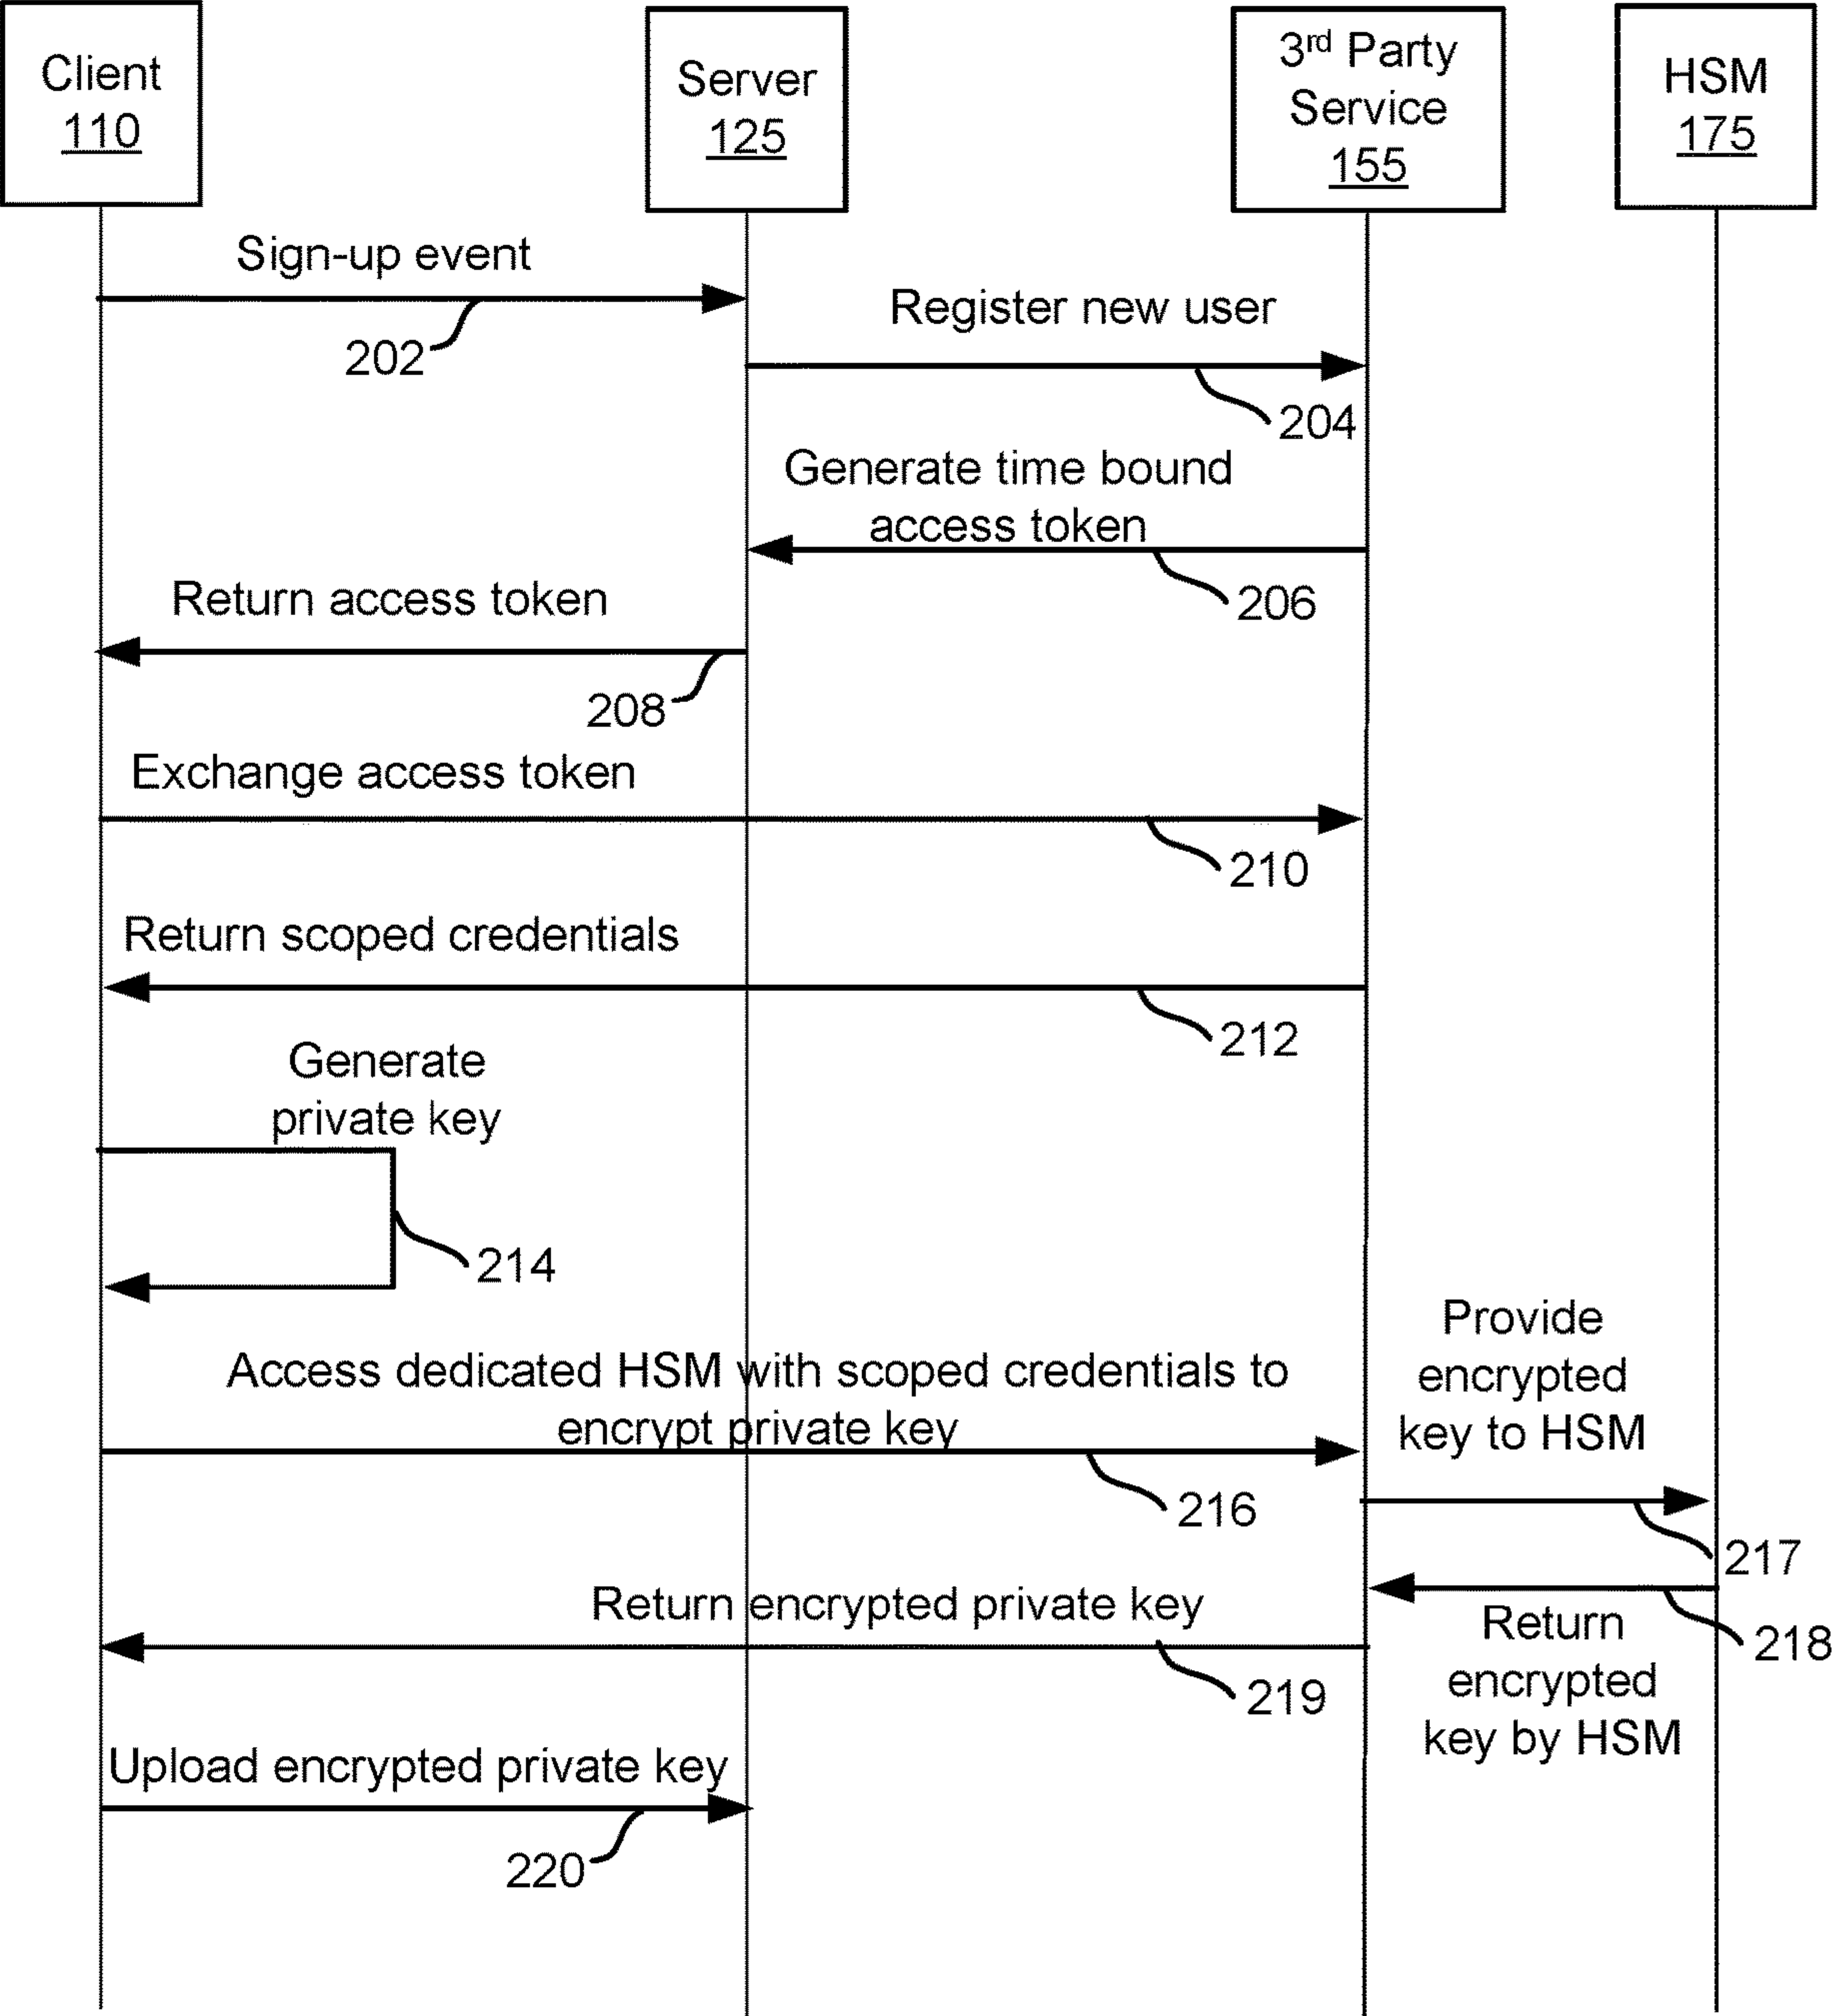 Client
110
Server
125
3rd Party
Service
155
HSM
175
Sign-up event
202
Register new user
204
Generate time bound
access token
206
Return access token
208
Exchange access token
210
Return scoped credentials
212
Generate
private key
214
Access dedicated HSM with scoped credentials to
encrypt private key
216
Provide
encrypted
key to HSM
217
Return encrypted private key
219
Return
encrypted
key by HSM
218
Upload encrypted private key
220